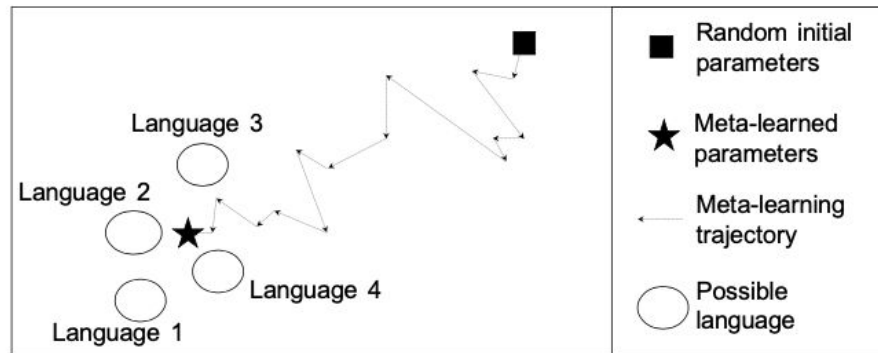 Language 3
Language 2
Language 4
Language 1
Random initial
parameters
Meta-learned
parameters
Meta-learning
trajectory
Possible
language